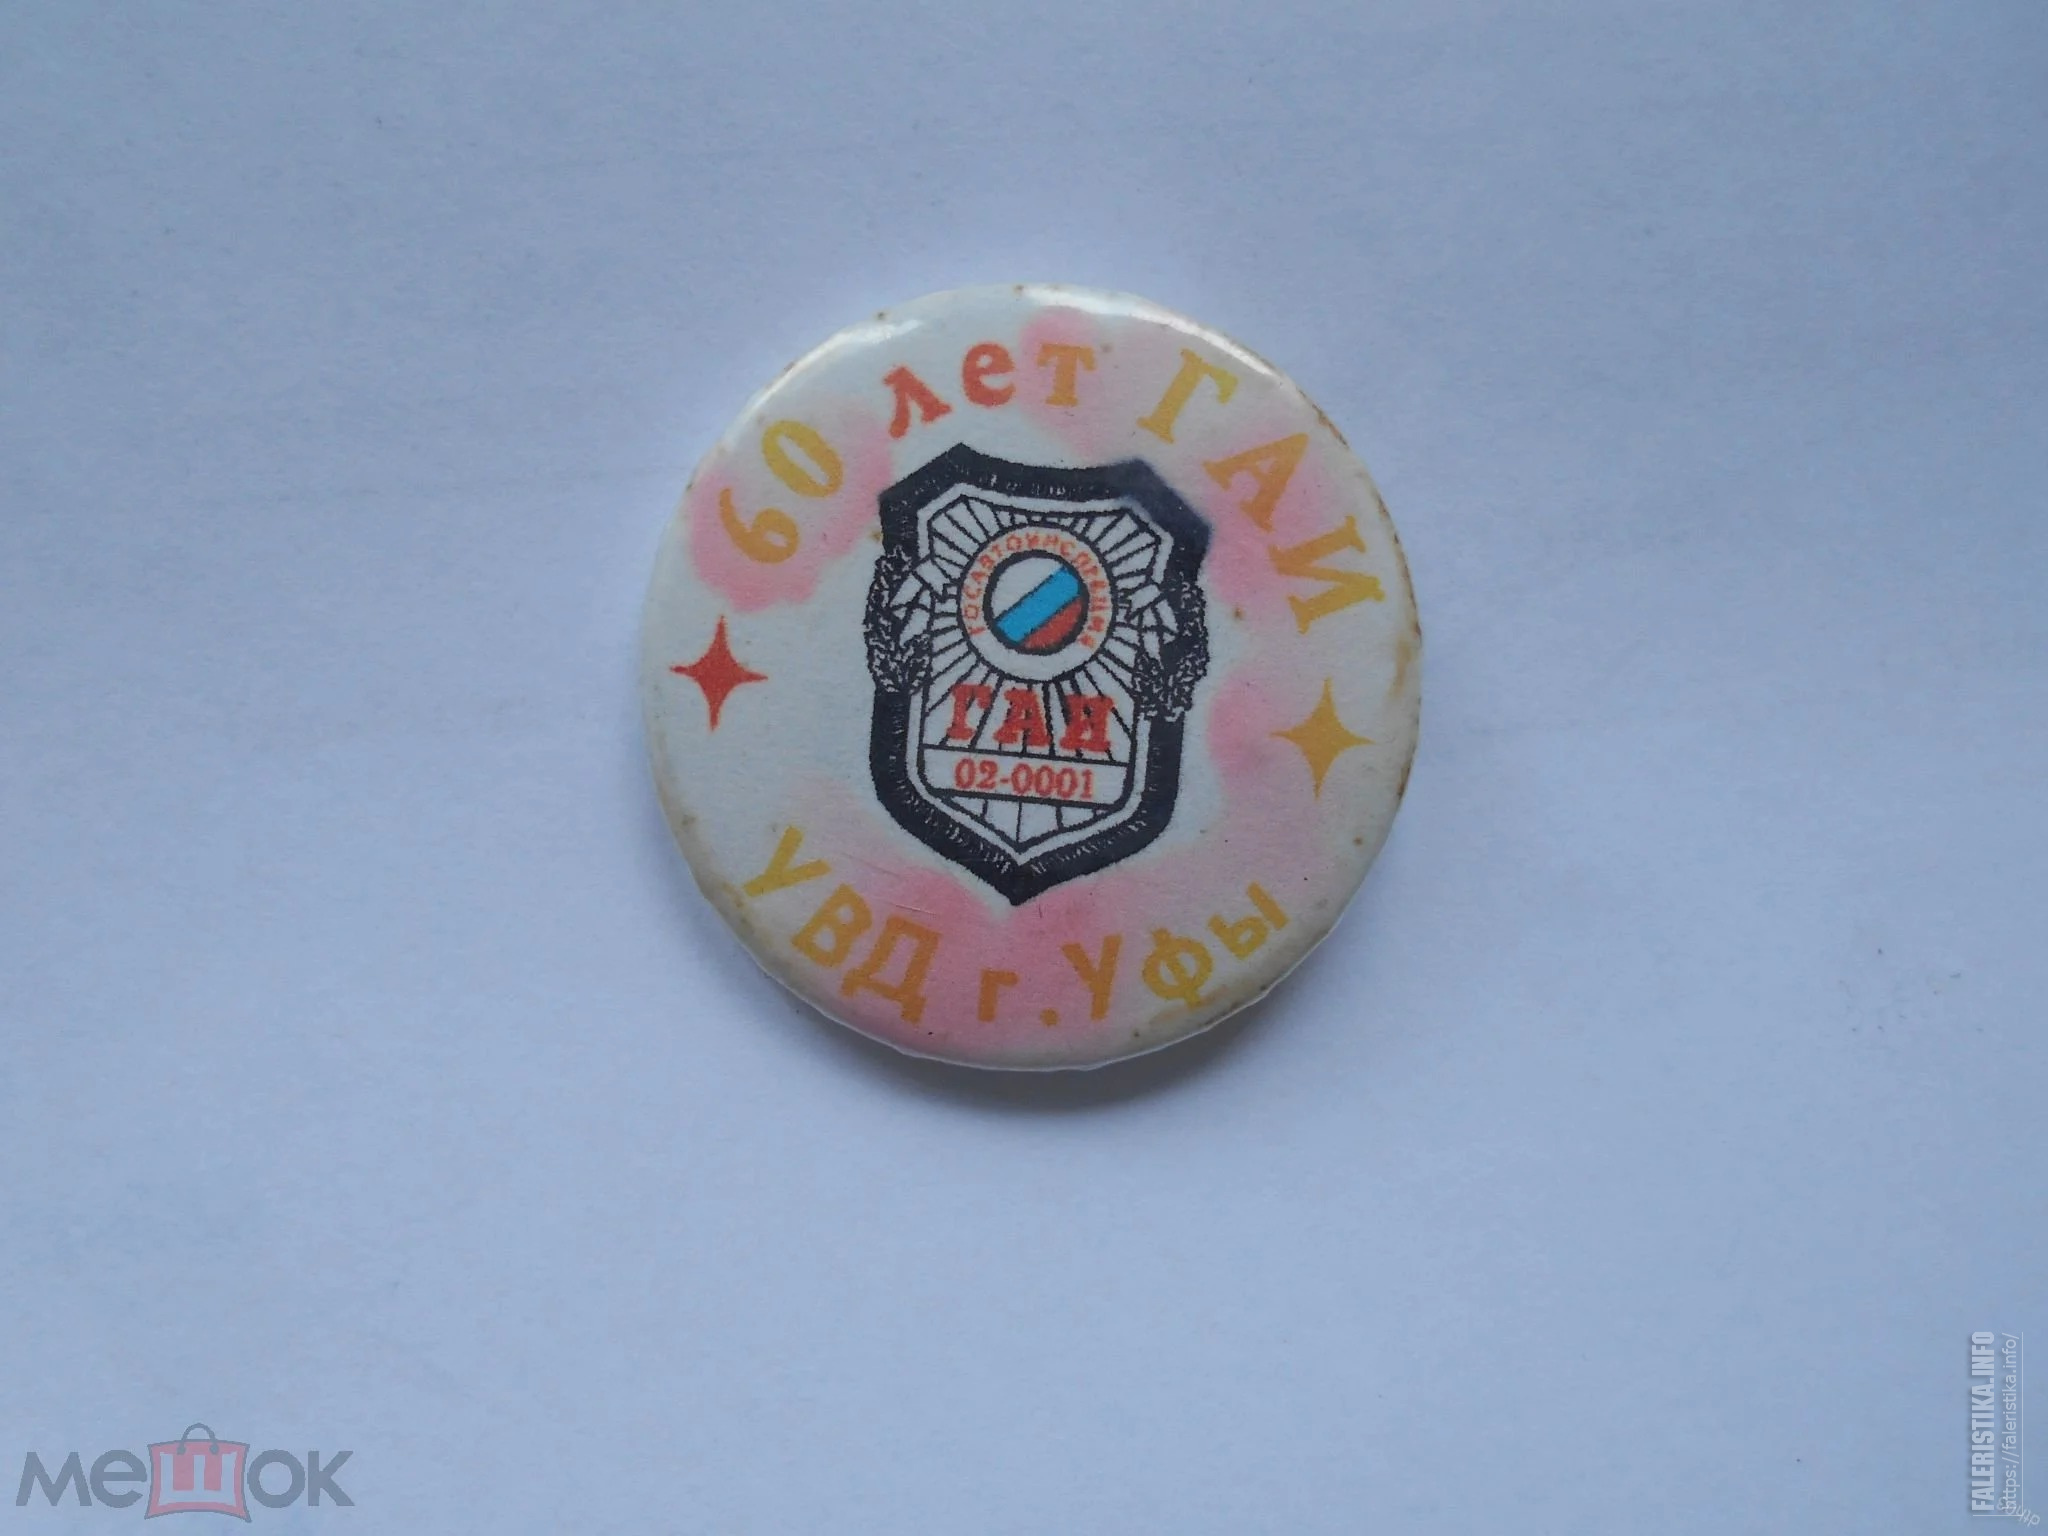 60 лет ГАИ
ГОСАВТОИНСПЕКЦИЯ
ГАИ
02-0001
УВД г. Уфы
мешок
FALERISTIKA.INFO
https://faleristika.info/